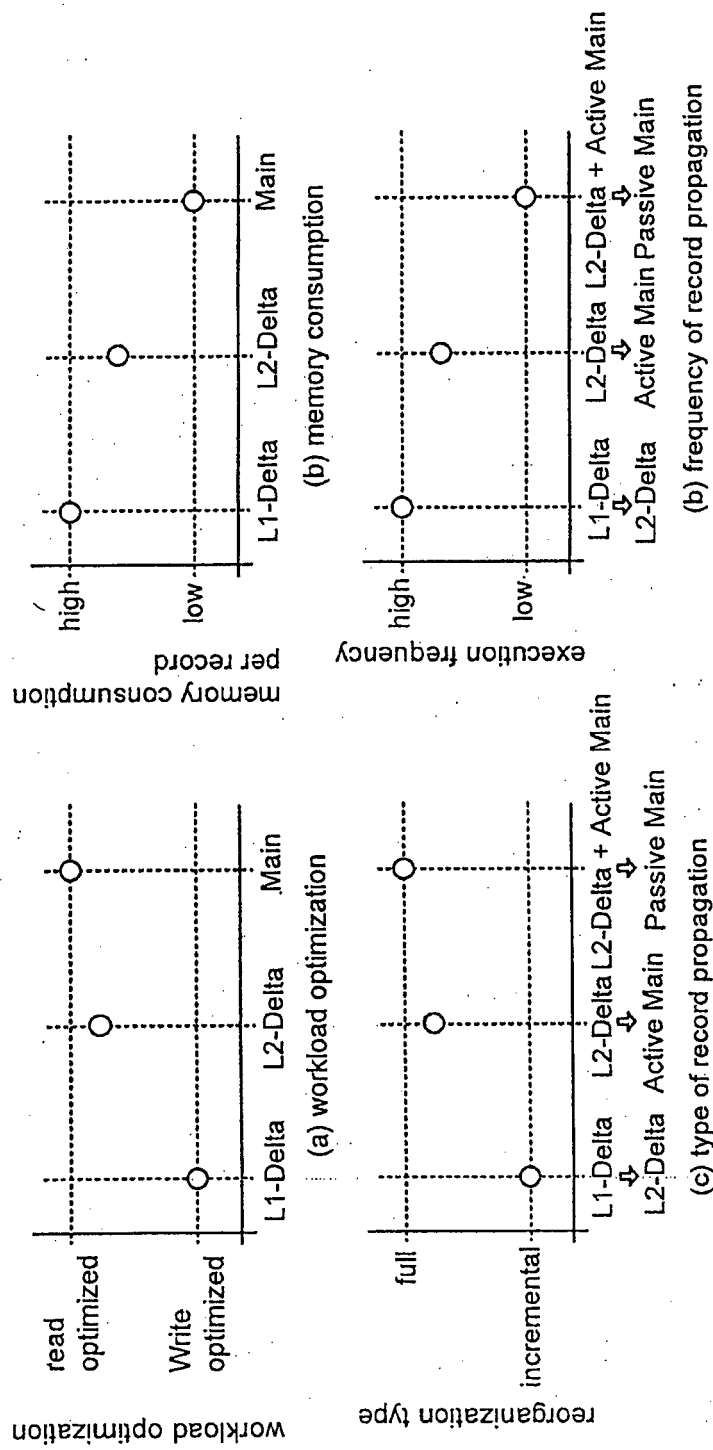 workload optimization
read
optimized
Write
optimized
L1-Delta L2-Delta Main
(a) workload optimization
memory consumption
per record
high
low
L1-Delta L2-Delta Main
(b) memory consumption
reorganization type
full
incremental
L1-Delta L2-Delta L2-Delta + Active Main
L2-Delta Active Main Passive Main
(c) type of record propagation
execution frequency
high
low
L1-Delta L2-Delta L2-Delta + Active Main
L2-Delta Active Main Passive Main
(b) frequency of record propagation